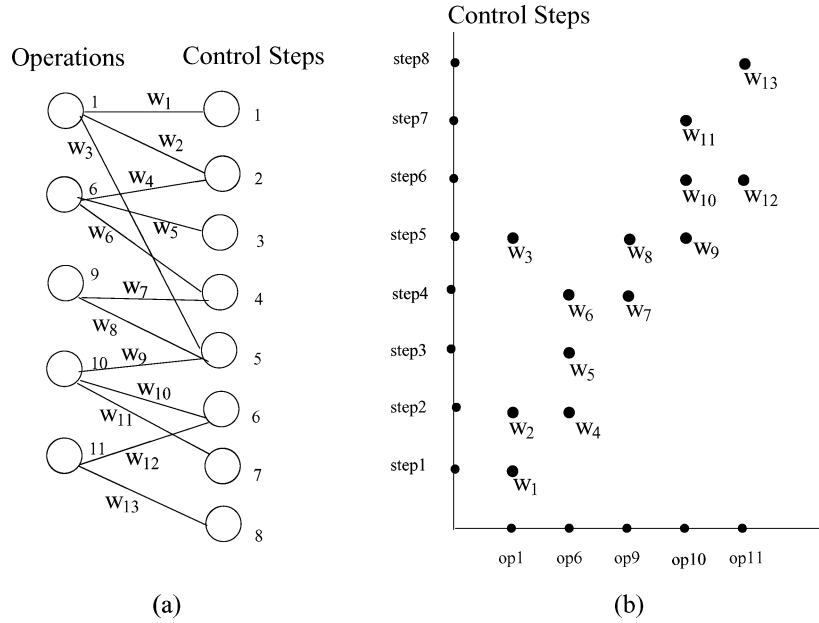 Operations
Control Steps
1
W1
1
W2
W3
2
W4
6
W5
3
W6
9
W7
4
W8
W9
5
10
W10
6
W11
11
W12
7
W13
8
(a)
Control Steps
step8
W13
step7
W11
step6
W10
W12
step5
W3
W8
W9
step4
W6
W7
step3
W5
step2
W2
W4
step1
W1
op1 op6 op9 op10 op11
(b)